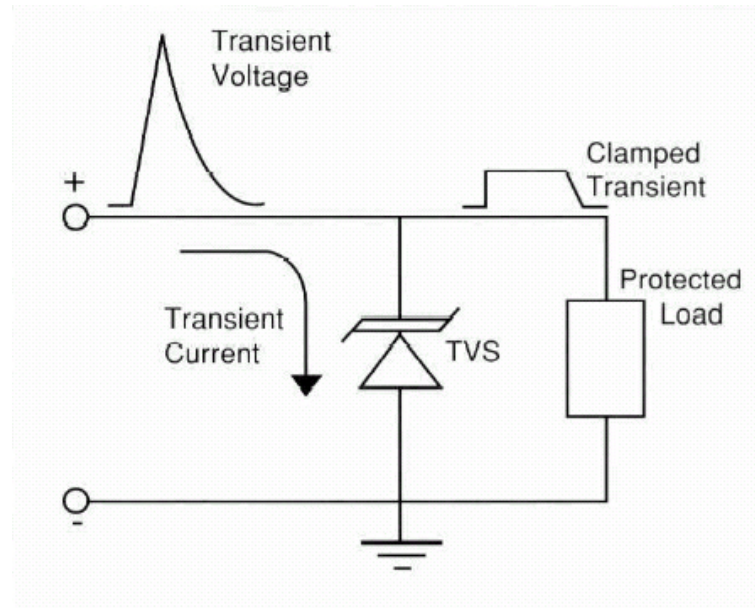 Transient
Voltage
Clamped
Transient
+
Protected
Load
Transient
Current
TVS
-